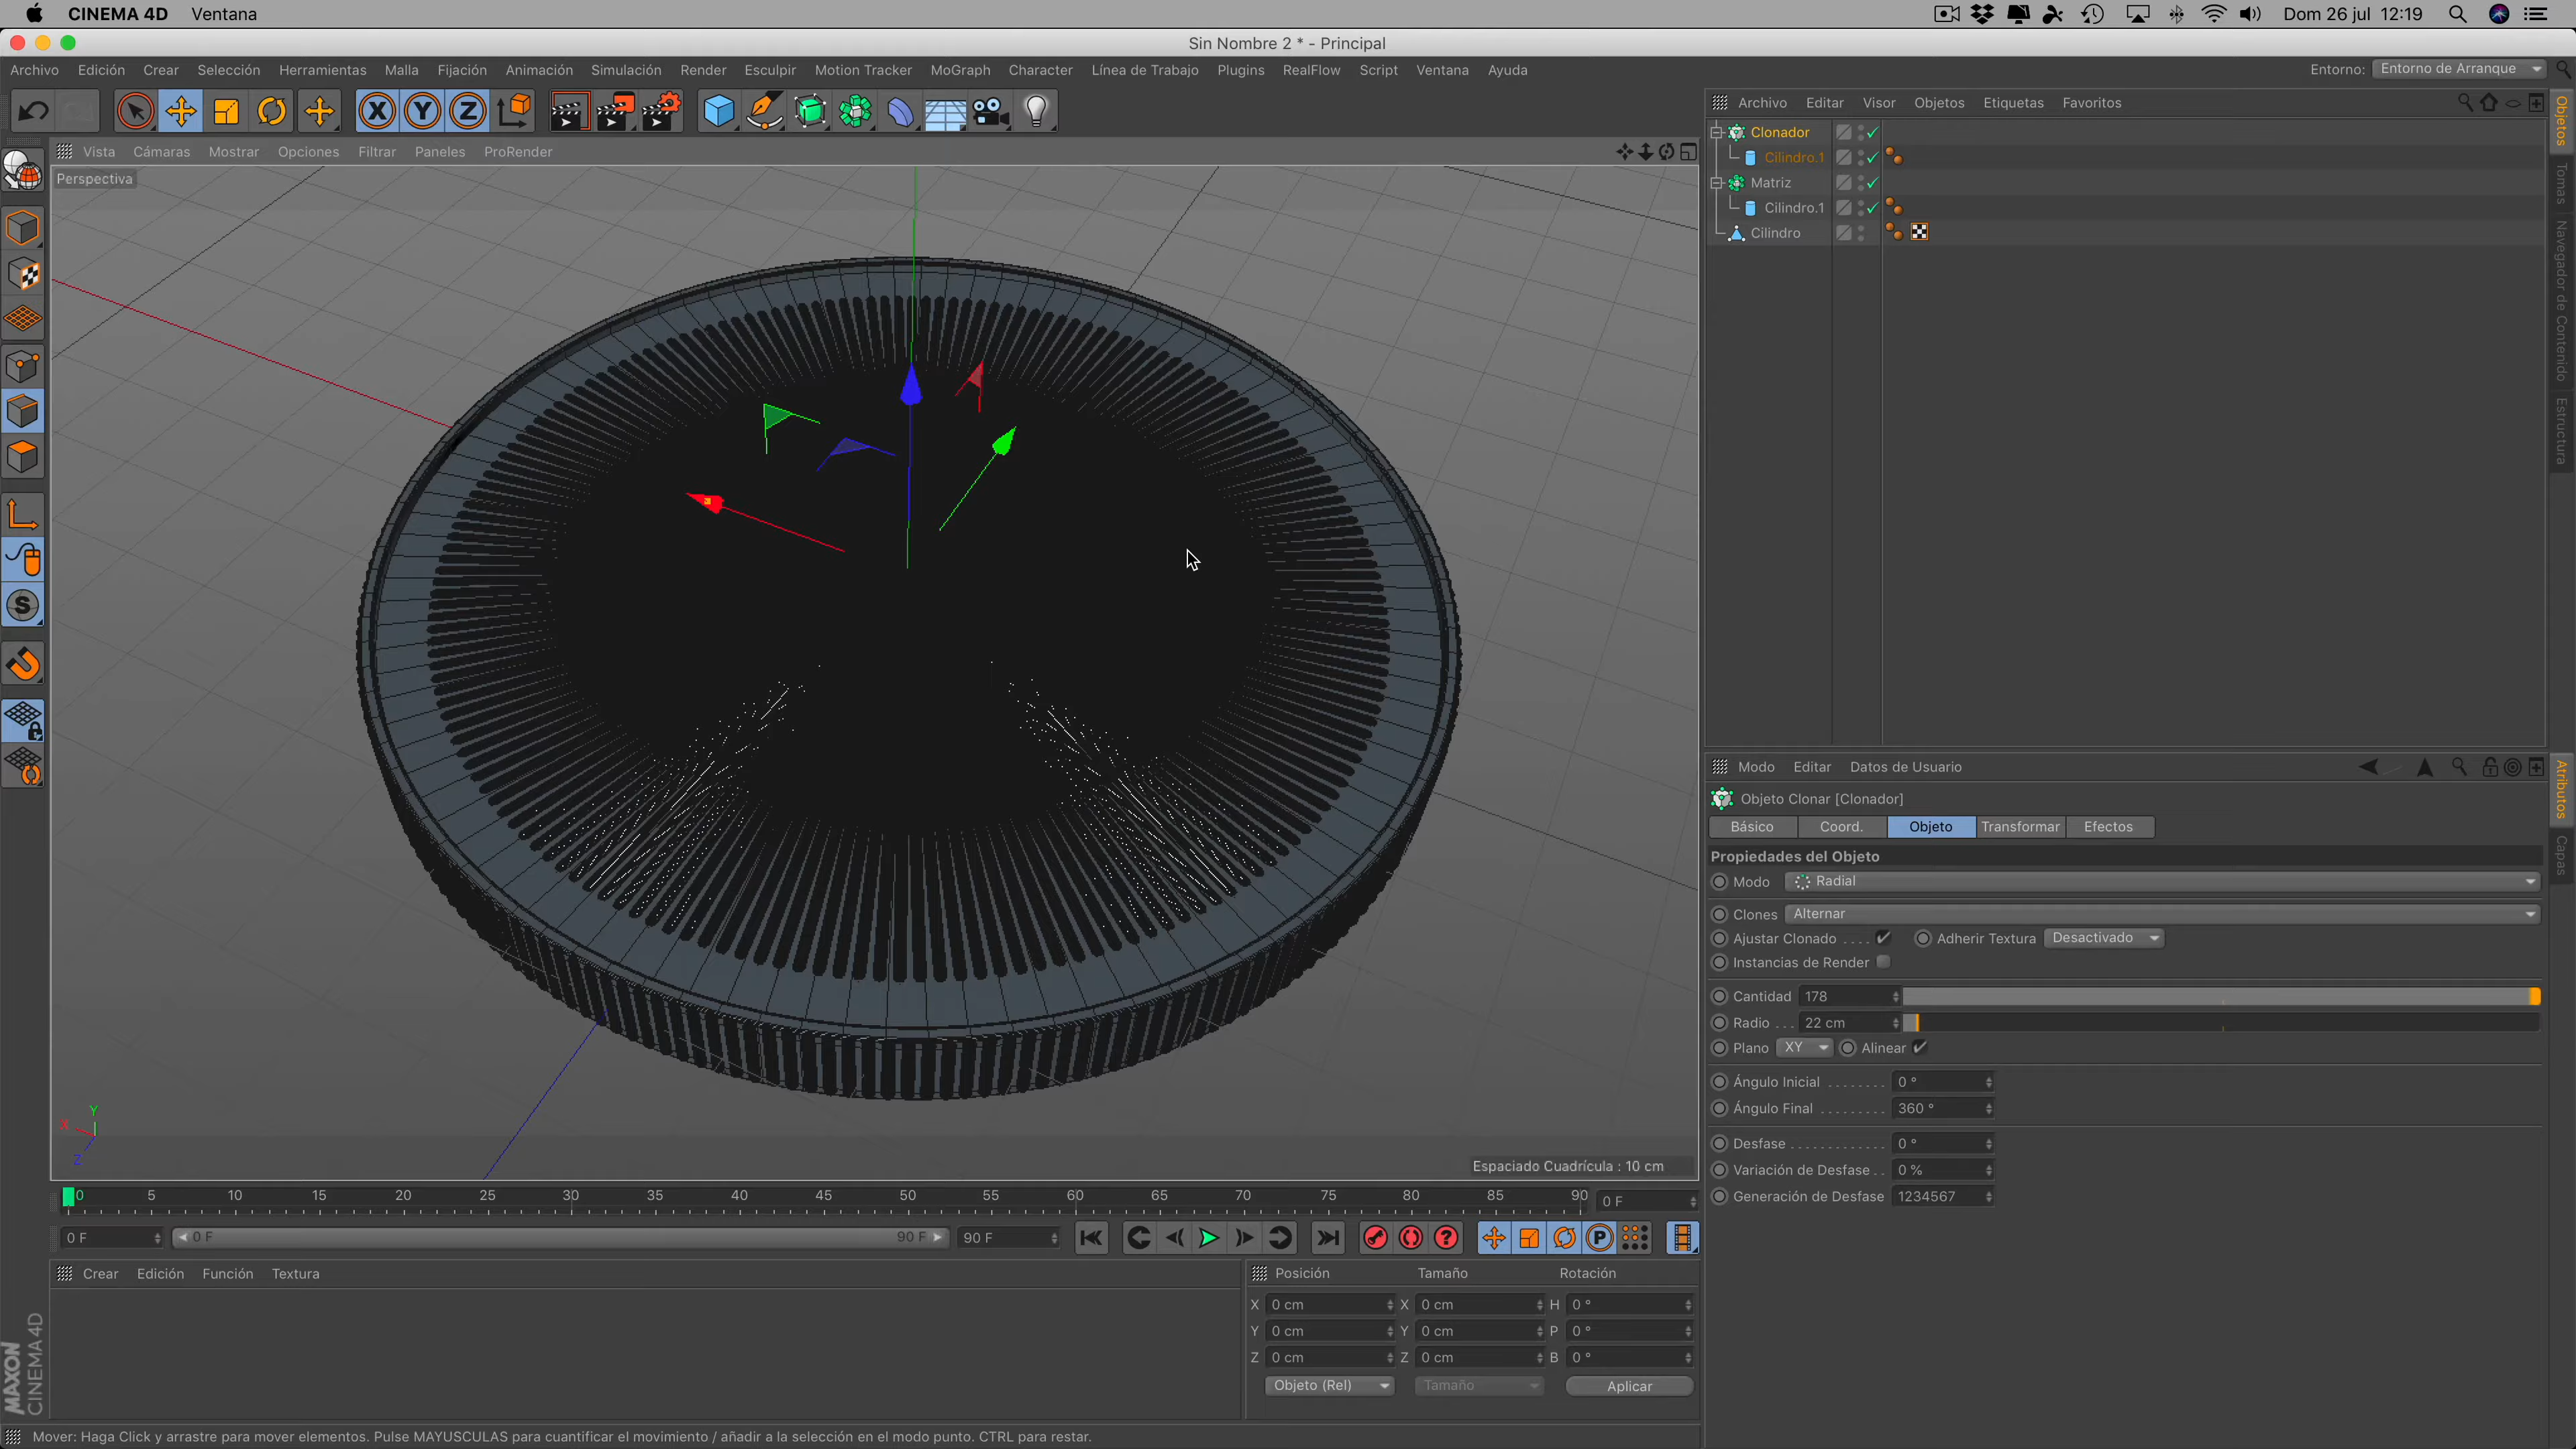 CINEMA 4D Ventana Dom 26 jul 12:19
Sin Nombre 2 * - Principal
Archivo Edición Crear Selección Herramientas Malla Fijación Animación Simulación Render Esculpir Motion Tracker MoGraph Character Línea de Trabajo Plugins RealFlow Script Ventana Ayuda Entorno: Entorno de Arranque
X Y Z
Vista Cámaras Mostrar Opciones Filtrar Paneles ProRender
Perspectiva
Y
X
Z
Espaciado Cuadrícula : 10 cm
S
Archivo Editar Visor Objetos Etiquetas Favoritos
Clonador
Cilindro.1
Matriz
Cilindro.1
Cilindro
Objetos
Tomas
Navegador de Contenido
Estructura
Modo Editar Datos de Usuario
Objeto Clonar [Clonador]
Básico Coord. Objeto Transformar Efectos
Propiedades del Objeto
Modo Radial
Clones Alternar
Ajustar Clonado . . . . Adherir Textura Desactivado
Instancias de Render
Cantidad 178
Radio . . . 22 cm
Plano XY Alinear
Ángulo Inicial . . . . . . . . 0 °
Ángulo Final . . . . . . . . . 360 °
Desfase . . . . . . . . . . . . . 0 °
Variación de Desfase . . 0 %
Generación de Desfase 1234567
Atributos
Capas
0 5 10 15 20 25 30 35 40 45 50 55 60 65 70 75 80 85 90 0 F
0 F 0 F 90 F 90 F ? P
Crear Edición Función Textura
Posición Tamaño Rotación
X 0 cm X 0 cm H 0 °
Y 0 cm Y 0 cm P 0 °
Z 0 cm Z 0 cm B 0 °
Objeto (Rel) Tamaño Aplicar
MAXON
CINEMA 4D
Mover: Haga Click y arrastre para mover elementos. Pulse MAYUSCULAS para cuantificar el movimiento / añadir a la selección en el modo punto. CTRL para restar.